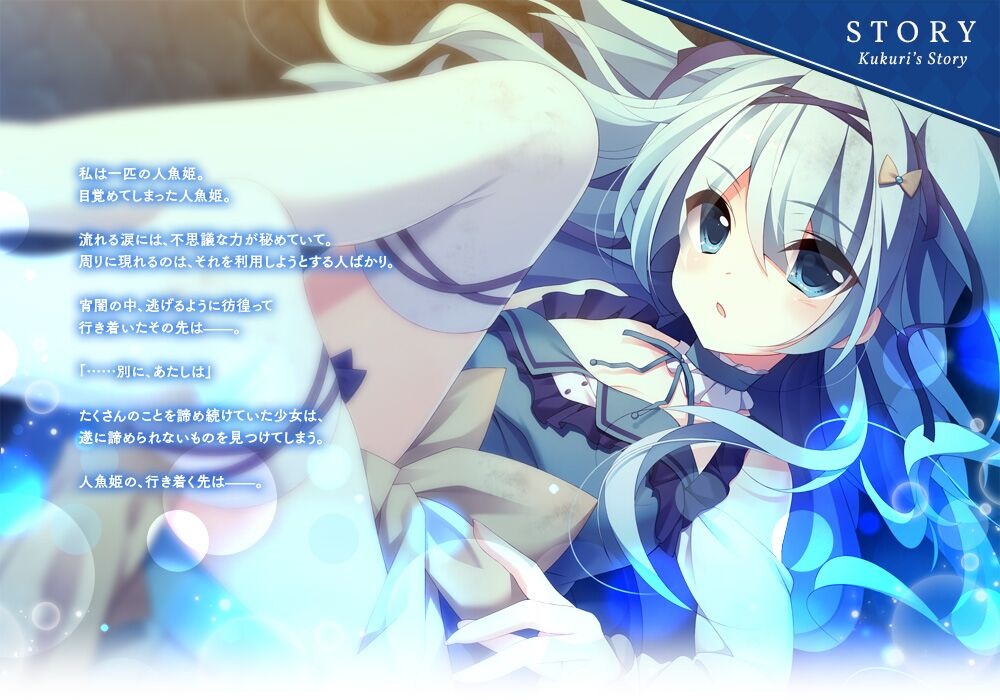 STORY
Kukuri's Story
私は一匹の人魚姫。
目覚めてしまった人魚姫。
流れる涙には、不思議な力が秘めていて。
周りに現れるのは、それを利用しようとする人ばかり。
宵闇の中、逃げるように彷徨って
行き着いたその先は――。
「……別に、あたしは」
たくさんのことを諦め続けていた少女は、
遂に諦められないものを見つけてしまう。
人魚姫の、行き着く先は――。